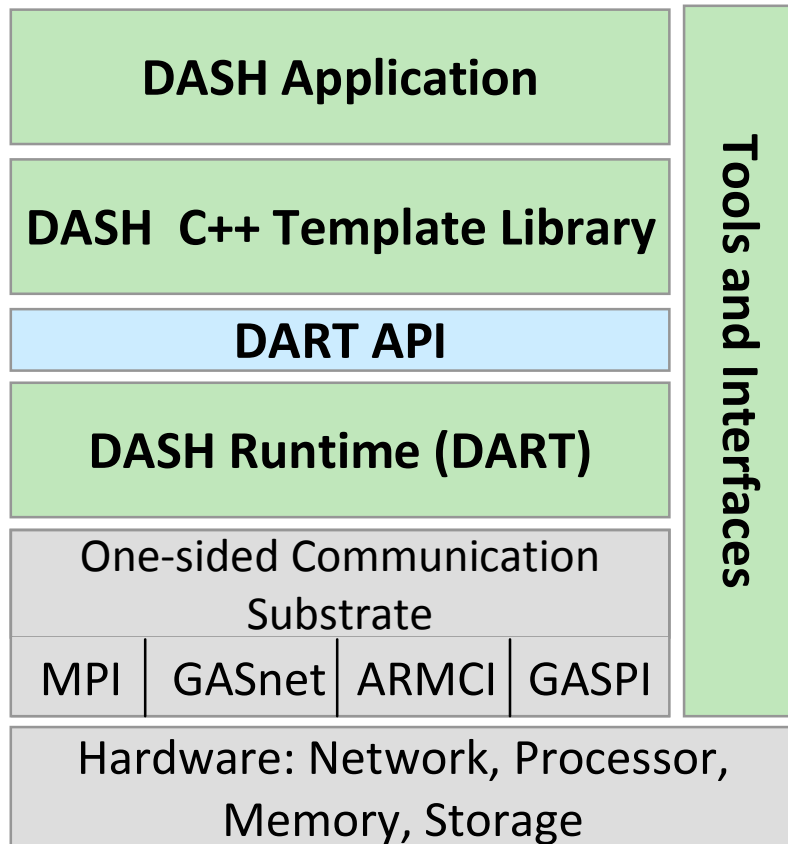 DASH Application
DASH  C++ Template Library
DART API
DASH Runtime (DART)
One-sided Communication
Substrate
MPI
GASnet
ARMCI
GASPI
Hardware: Network, Processor,
Memory, Storage
Tools and Interfaces